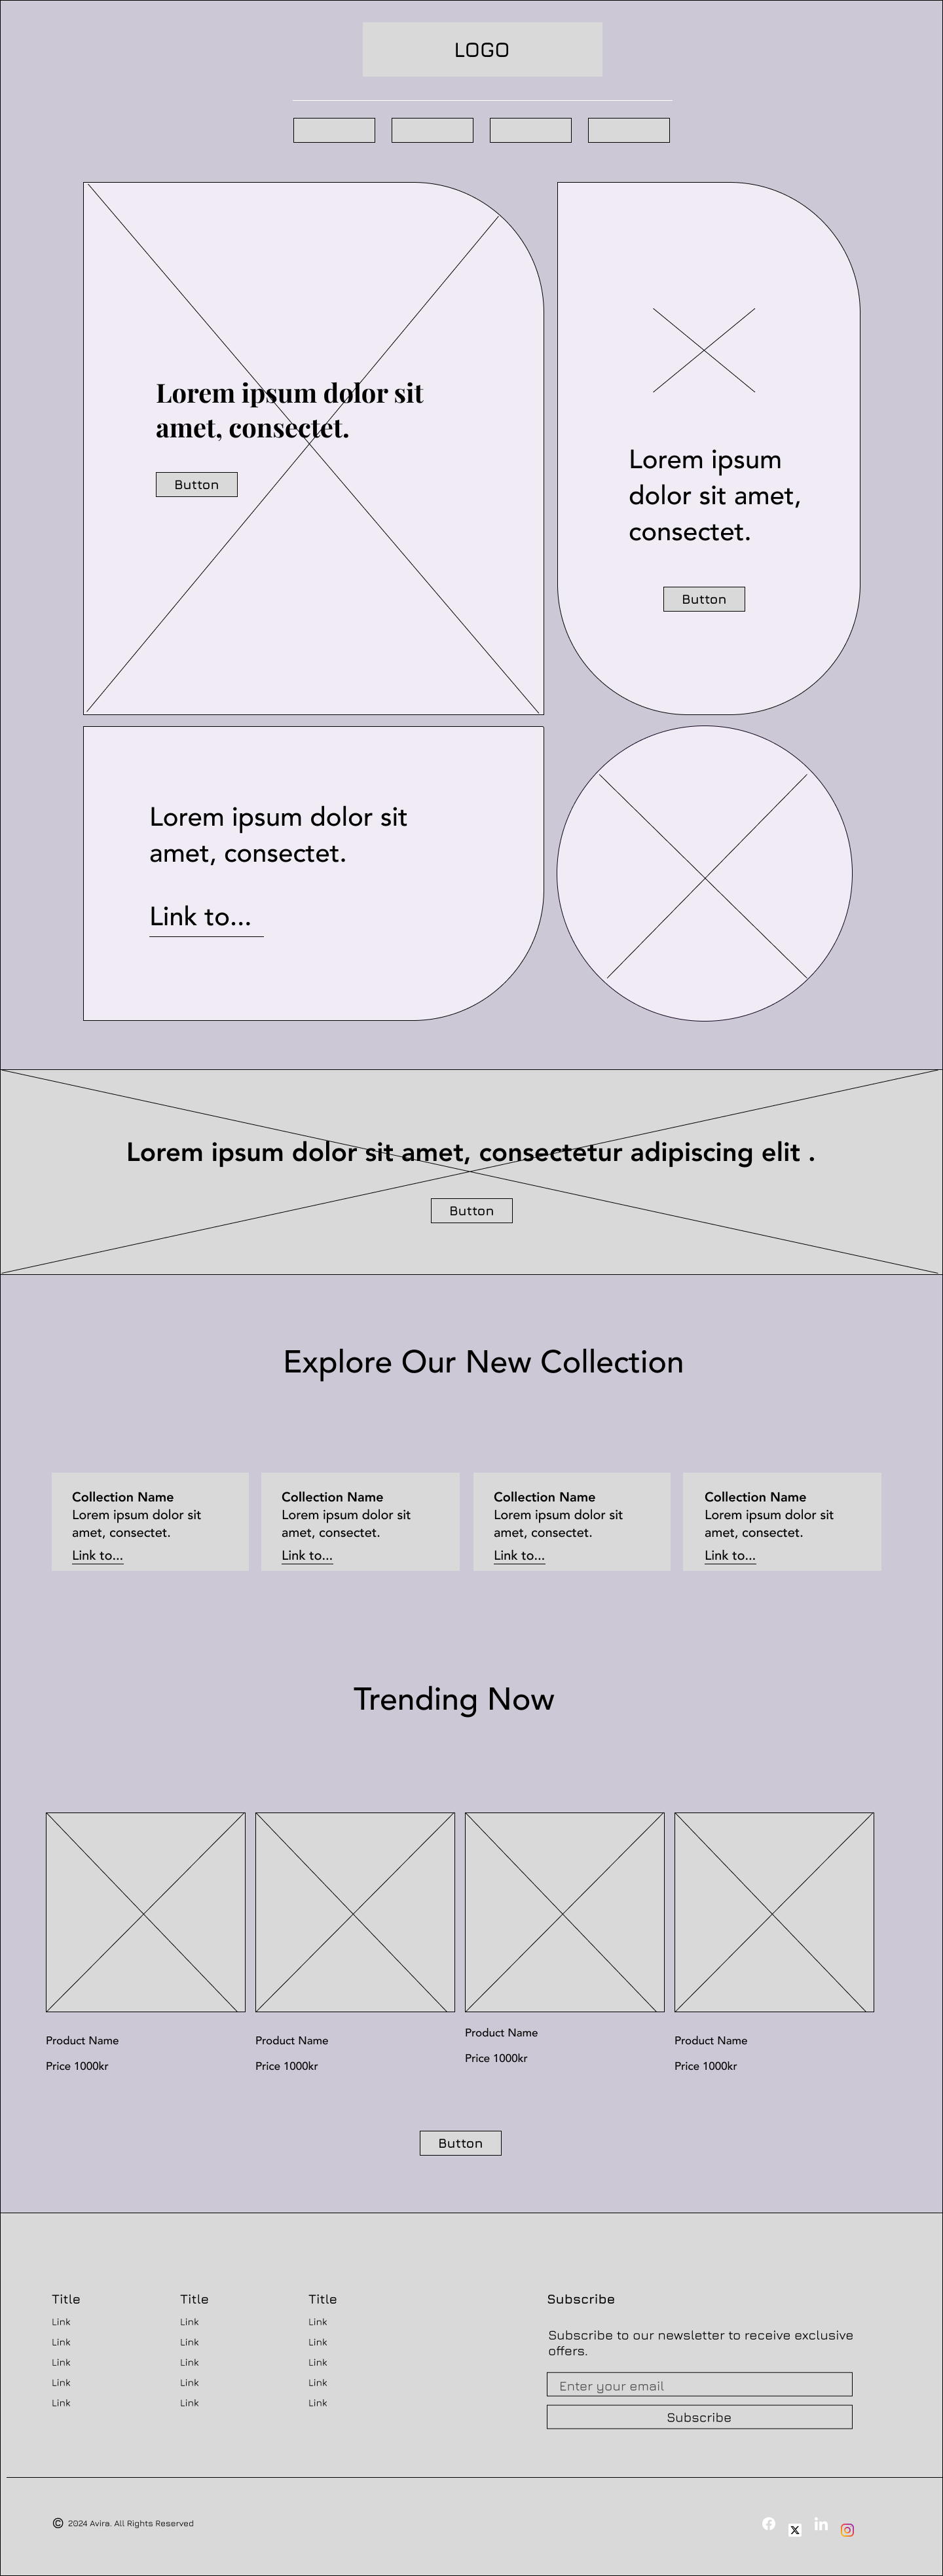 LOGO
Lorem ipsum dolor sit
amet, consectet.
Button
Lorem ipsum
dolor sit amet,
consectet.
Button
Lorem ipsum dolor sit
amet, consectet.
Link to...
Lorem ipsum dolor sit amet, consectetur adipiscing elit .
Button
Explore Our New Collection
Collection Name
Lorem ipsum dolor sit
amet, consectet.
Link to...
Collection Name
Lorem ipsum dolor sit
amet, consectet.
Link to...
Collection Name
Lorem ipsum dolor sit
amet, consectet.
Link to...
Collection Name
Lorem ipsum dolor sit
amet, consectet.
Link to...
Trending Now
Product Name
Price 1000kr
Product Name
Price 1000kr
Product Name
Price 1000kr
Product Name
Price 1000kr
Button
Title
Link
Link
Link
Link
Link
Title
Link
Link
Link
Link
Link
Title
Link
Link
Link
Link
Link
Subscribe
Subscribe to our newsletter to receive exclusive
offers.
Enter your email
Subscribe
© 2024 Avira. All Rights Reserved